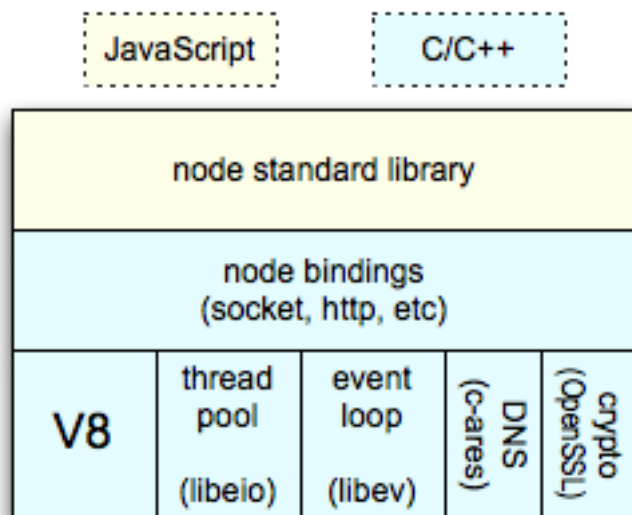 JavaScript
C/C++
node standard library
node bindings
(socket, http, etc)
V8
thread
pool
(libeio)
event
loop
(libev)
DNS
(c-ares)
crypto
(OpenSSL)